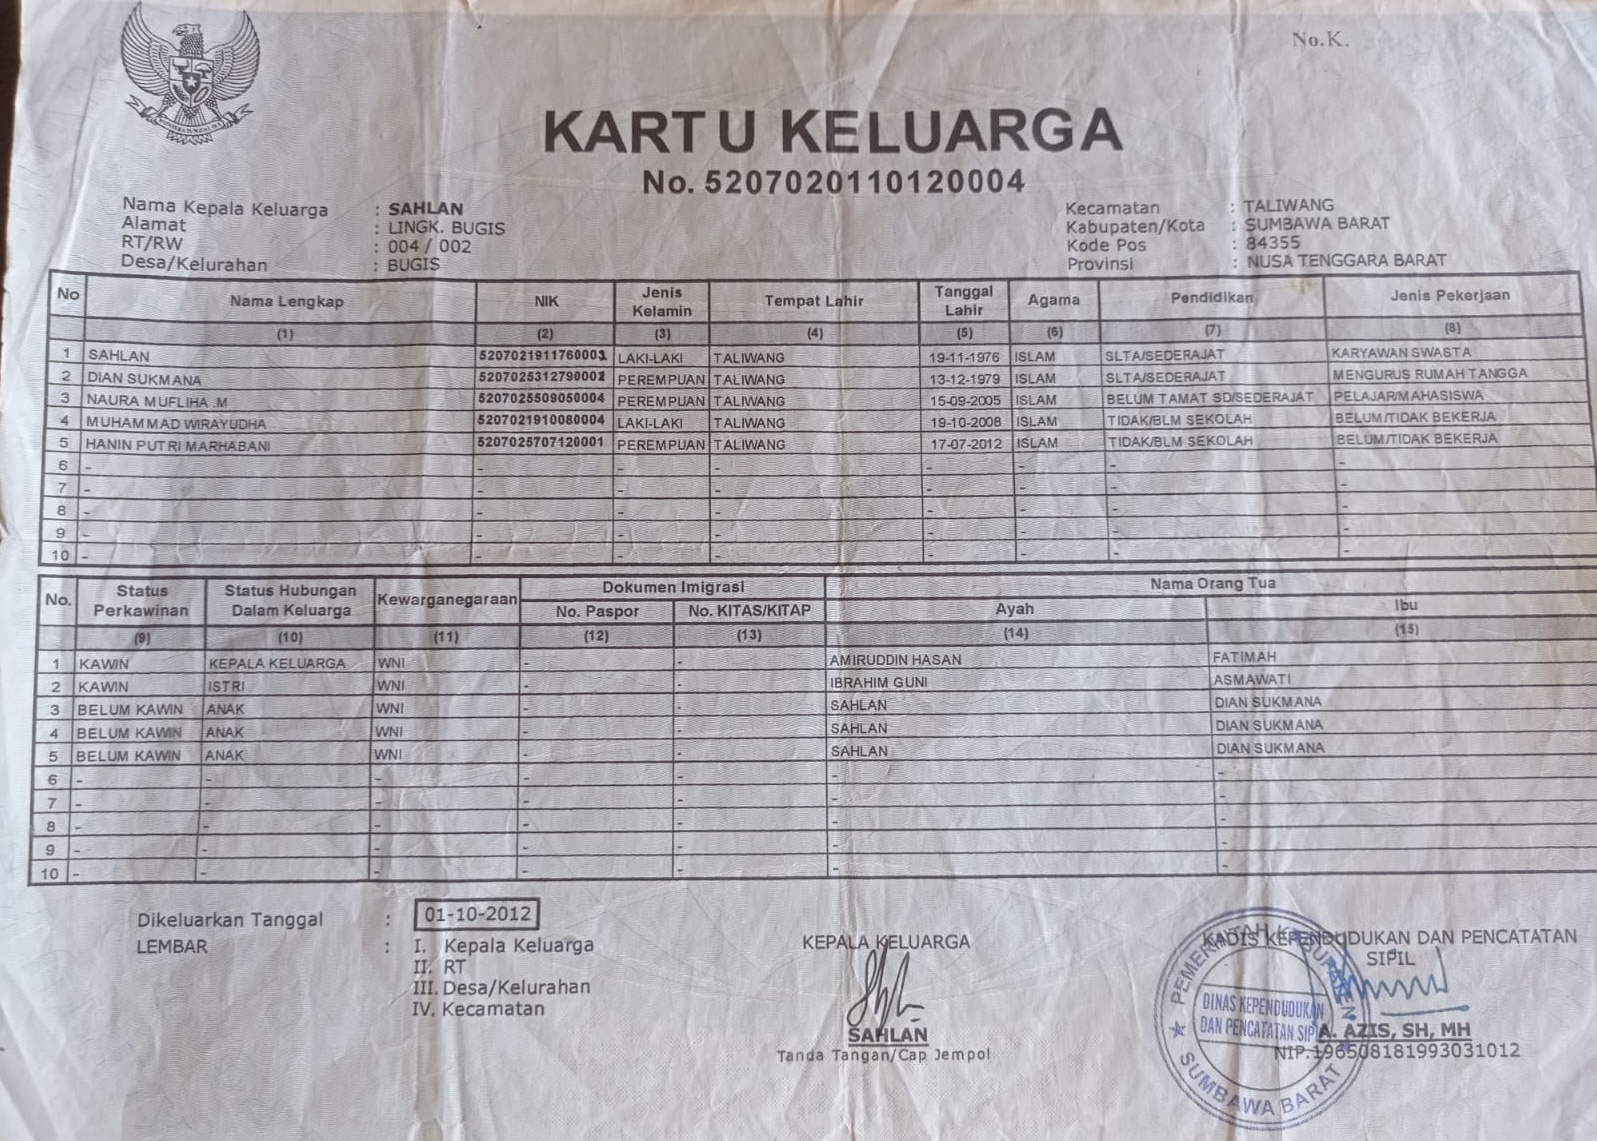 No.K.
KARTU KELUARGA
No. 5207020110120004
Nama Kepala Keluarga : SAHLAN
Alamat : LINGK. BUGIS
RT/RW : 004 / 002
Desa/Kelurahan : BUGIS
Kecamatan : TALIWANG
Kabupaten/Kota : SUMBAWA BARAT
Kode Pos : 84355
Provinsi : NUSA TENGGARA BARAT
No Nama Lengkap NIK Jenis Kelamin Tempat Lahir Tanggal Lahir Agama Pendidikan Jenis Pekerjaan
(1) (2) (3) (4) (5) (6) (7) (8)
1 SAHLAN LAKI-LAKI TALIWANG 19-11-1976 ISLAM SLTA/SEDERAJAT KARYAWAN SWASTA
2 DIAN SUKMANA PEREMPUAN TALIWANG 13-12-1979 ISLAM SLTA/SEDERAJAT MENGURUS RUMAH TANGGA
3 NAURA MUFLIHA .M 5207025509050004 PEREMPUAN TALIWANG 15-09-2005 ISLAM BELUM TAMAT SD/SEDERAJAT PELAJAR/MAHASISWA
4 MUHAMMAD WIRAYUDHA 5207021910080004 LAKI-LAKI TALIWANG 19-10-2008 ISLAM TIDAK/BLM SEKOLAH BELUM/TIDAK BEKERJA
5 HANIN PUTRI MARHABANI 5207025707120001 PEREMPUAN TALIWANG 17-07-2012 ISLAM TIDAK/BLM SEKOLAH BELUM/TIDAK BEKERJA
6 - - - - - - - -
7 - - - - - - - -
8 - - - - - - - -
9 - - - - - - - -
10 - - - - - - - -
No. Status Perkawinan Status Hubungan Dalam Keluarga Kewarganegaraan Dokumen Imigrasi Nama Orang Tua
No. Paspor No. KITAS/KITAP Ayah Ibu
(9) (10) (11) (12) (13) (14) (15)
1 KAWIN KEPALA KELUARGA WNI - - AMIRUDDIN HASAN FATIMAH
2 KAWIN ISTRI WNI - - IBRAHIM GUNI ASMAWATI
3 BELUM KAWIN ANAK WNI - - SAHLAN DIAN SUKMANA
4 BELUM KAWIN ANAK WNI - - SAHLAN DIAN SUKMANA
5 BELUM KAWIN ANAK WNI - - SAHLAN DIAN SUKMANA
6 - - - - - - -
7 - - - - - - -
8 - - - - - - -
9 - - - - - - -
10 - - - - - - -
Dikeluarkan Tanggal : 01-10-2012
LEMBAR : I. Kepala Keluarga
II. RT
III. Desa/Kelurahan
IV. Kecamatan
KEPALA KELUARGA
SAHLAN
Tanda Tangan/Cap Jempol
KADIS KEPENDUDUKAN DAN PENCATATAN
SIPIL
A. AZIS, SH, MH
NIP.196508181993031012
PEMERINTAH KABUPATEN
DINAS KEPENDUDUKAN
DAN PENCATATAN SIPIL
SUMBAWA BARAT